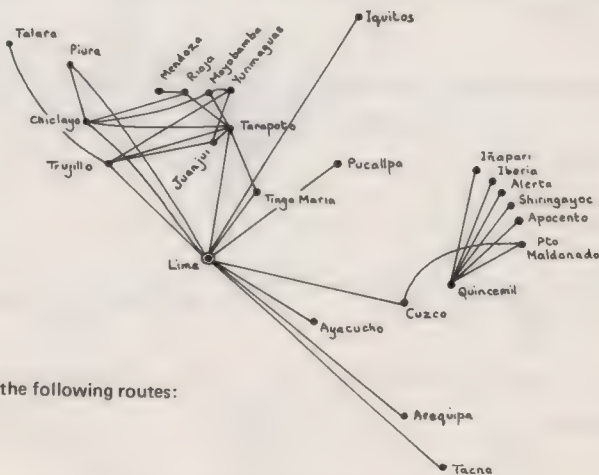 Talara
Piura
Mendoza
Rioja
Moyobamba
Yurimaguas
Iquitos
Chiclayo
Tarapoto
Trujillo
Juanjui
Tingo Maria
Pucallpa
Iñapari
Iberia
Alerta
Shiringayoc
Apocento
Pto
Maldonado
Lime
Quincemil
Cuzco
Ayacucho
the following routes:
Arequipa
Tacna